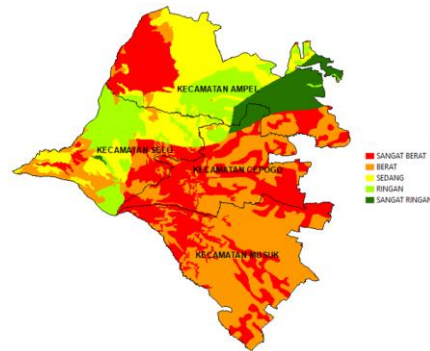 KECAMATAN AMPEL
KECAMATAN SELO
KECAMATAN CEPOGO
KECAMATAN MUSUK
SANGAT BERAT
BERAT
SEDANG
RINGAN
SANGAT RINGAN